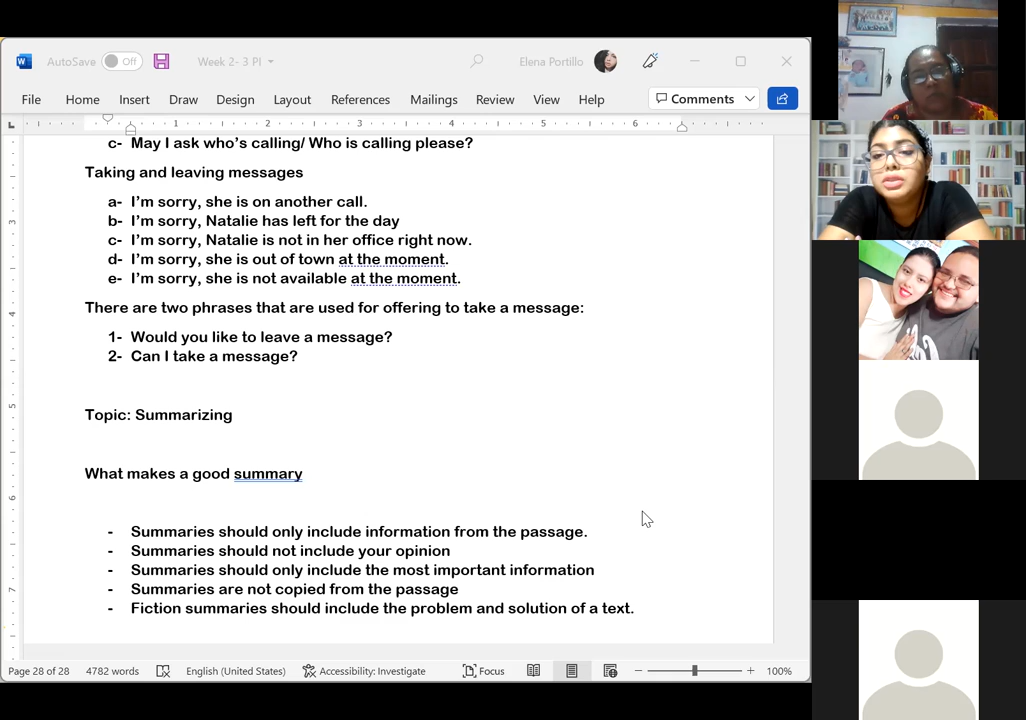 AutoSave Off Week 2- 3 PI Elena Portillo
File Home Insert Draw Design Layout References Mailings Review View Help Comments
1 2 3 4 5 6
c- May I ask who's calling/ Who is calling please?
Taking and leaving messages
a- I'm sorry, she is on another call.
b- I'm sorry, Natalie has left for the day
c- I'm sorry, Natalie is not in her office right now.
d- I'm sorry, she is out of town at the moment.
e- I'm sorry, she is not available at the moment.
There are two phrases that are used for offering to take a message:
1- Would you like to leave a message?
2- Can I take a message?
Topic: Summarizing
What makes a good summary
- Summaries should only include information from the passage.
- Summaries should not include your opinion
- Summaries should only include the most important information
- Summaries are not copied from the passage
- Fiction summaries should include the problem and solution of a text.
Page 28 of 28 4782 words English (United States) Accessibility: Investigate Focus 100%